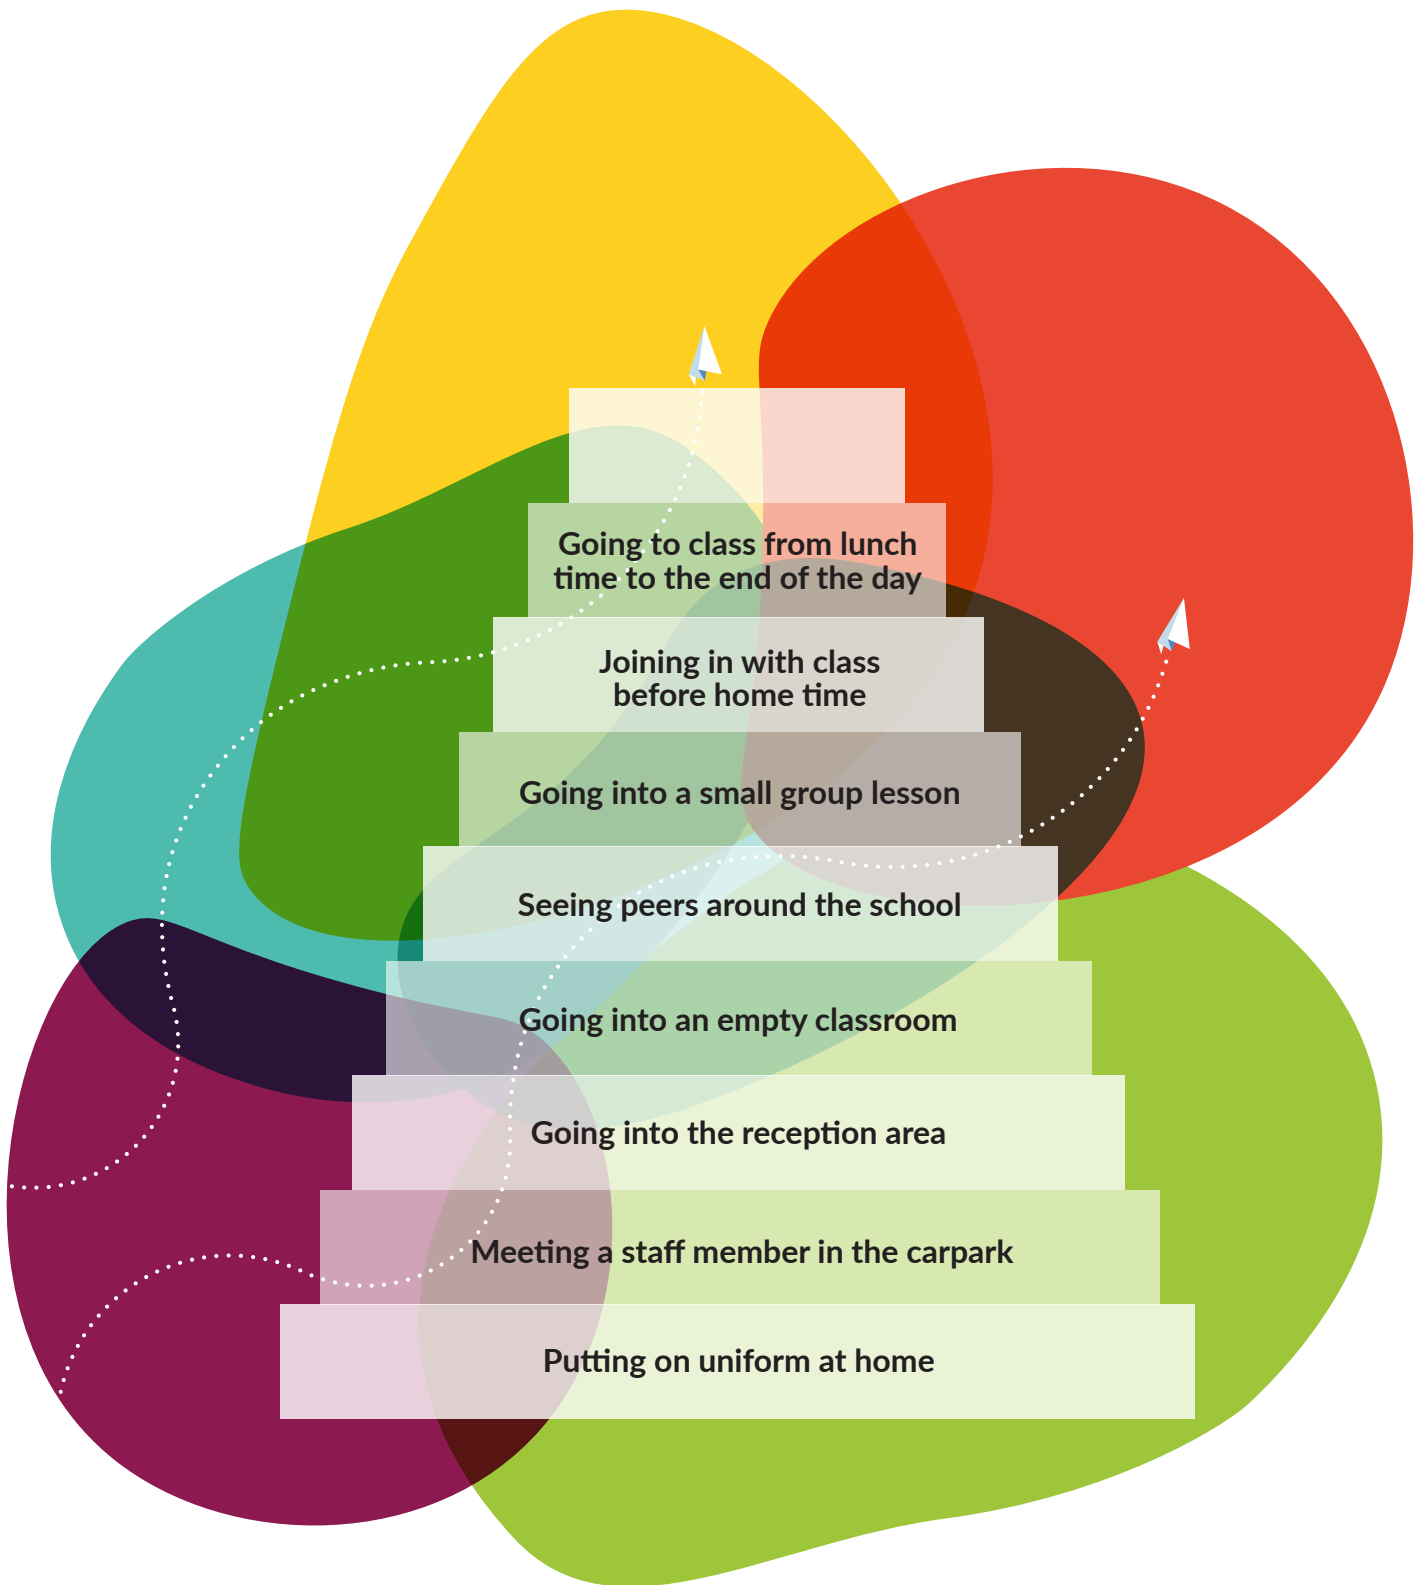 Going to class from lunch
time to the end of the day
Joining in with class
before home time
Going into a small group lesson
Seeing peers around the school
Going into an empty classroom
Going into the reception area
Meeting a staff member in the carpark
Putting on uniform at home